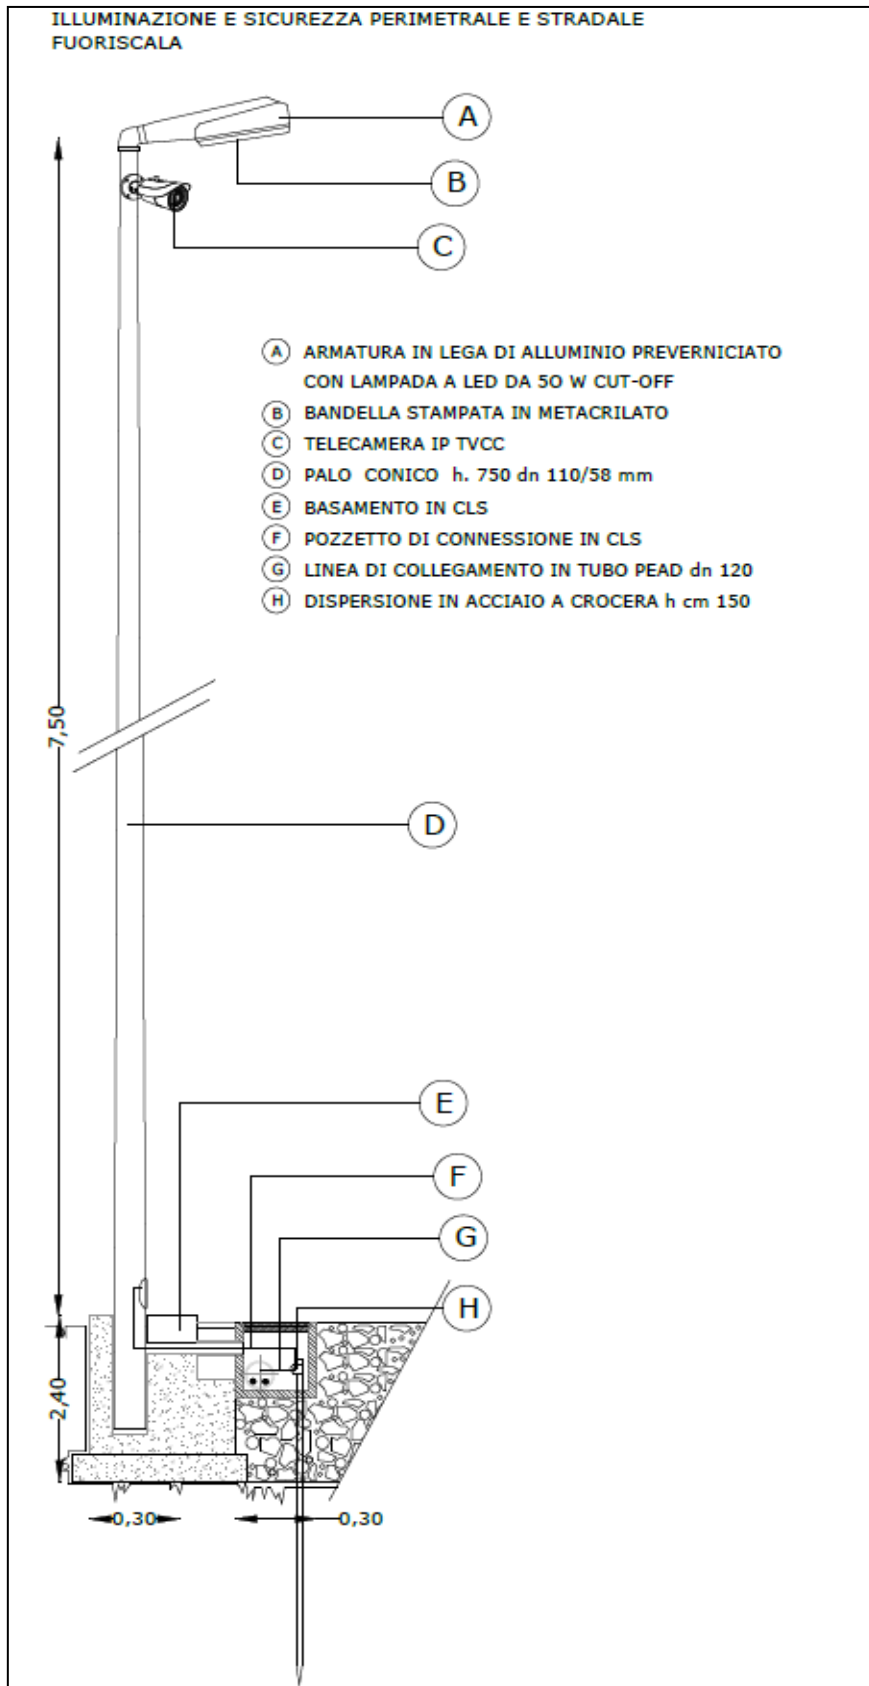 ILLUMINAZIONE E SICUREZZA PERIMETRALE E STRADALE
FUORISCALA
A
B
C
A ARMATURA IN LEGA DI ALLUMINIO PREVERNICIATO
CON LAMPADA A LED DA 50 W CUT-OFF
B BANDELLA STAMPATA IN METACRILATO
C TELECAMERA IP TVCC
D PALO CONICO h. 750 dn 110/58 mm
E BASAMENTO IN CLS
F POZZETTO DI CONNESSIONE IN CLS
G LINEA DI COLLEGAMENTO IN TUBO PEAD dn 120
H DISPERSIONE IN ACCIAIO A CROCERA h cm 150
7,50
D
E
F
G
H
2,40
0,30
0,30